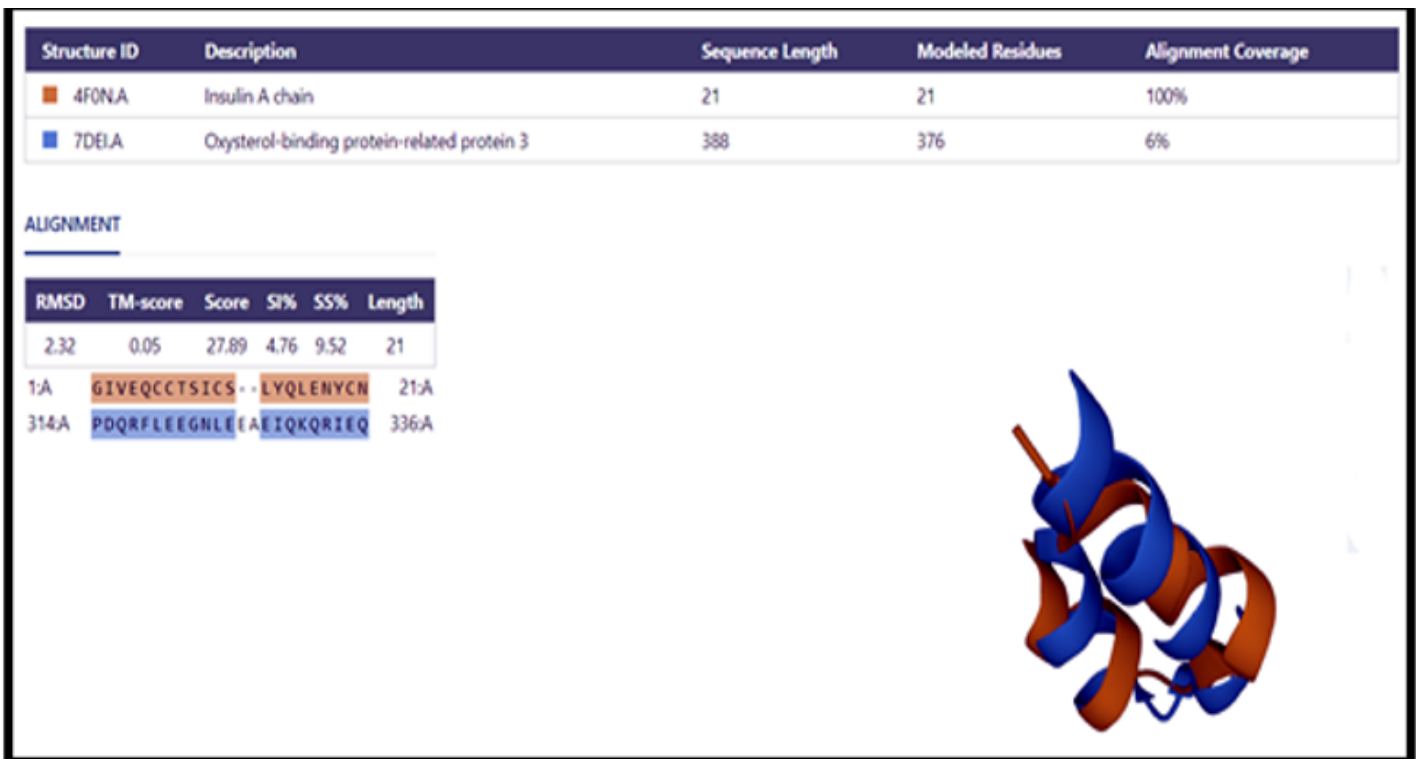 Structure ID Description Sequence Length Modeled Residues Alignment Coverage
4F0N.A Insulin A chain 21 21 100%
7DEI.A Oxysterol-binding protein-related protein 3 388 376 6%
ALIGNMENT
RMSD TM-score Score SI% SS% Length
2.32 0.05 27.89 4.76 9.52 21
1:A GIVEQCCTSICS--LYQLENYCN 21:A
314:A PDQRFLEEGNLEEAEIQKQRIEQ 336:A